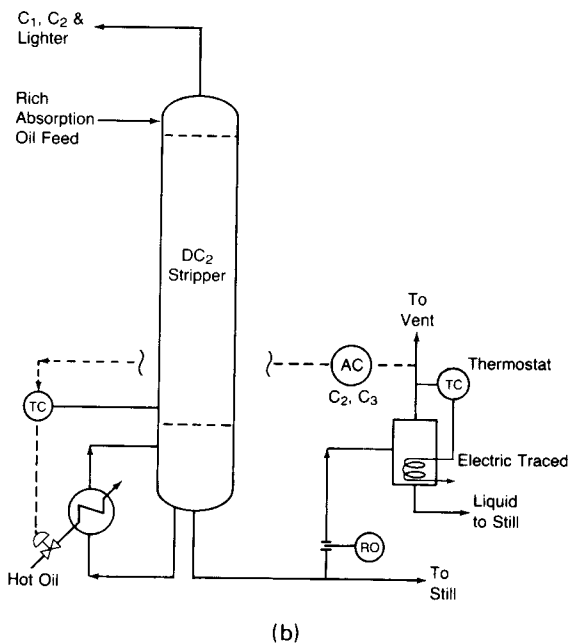 C₁, C₂ &
Lighter
Rich
Absorption
Oil Feed
DC₂
Stripper
To
Vent
AC
C₂, C₃
Thermostat
TC
TC
Electric Traced
Liquid
to Still
RO
Hot Oil
To
Still
(b)